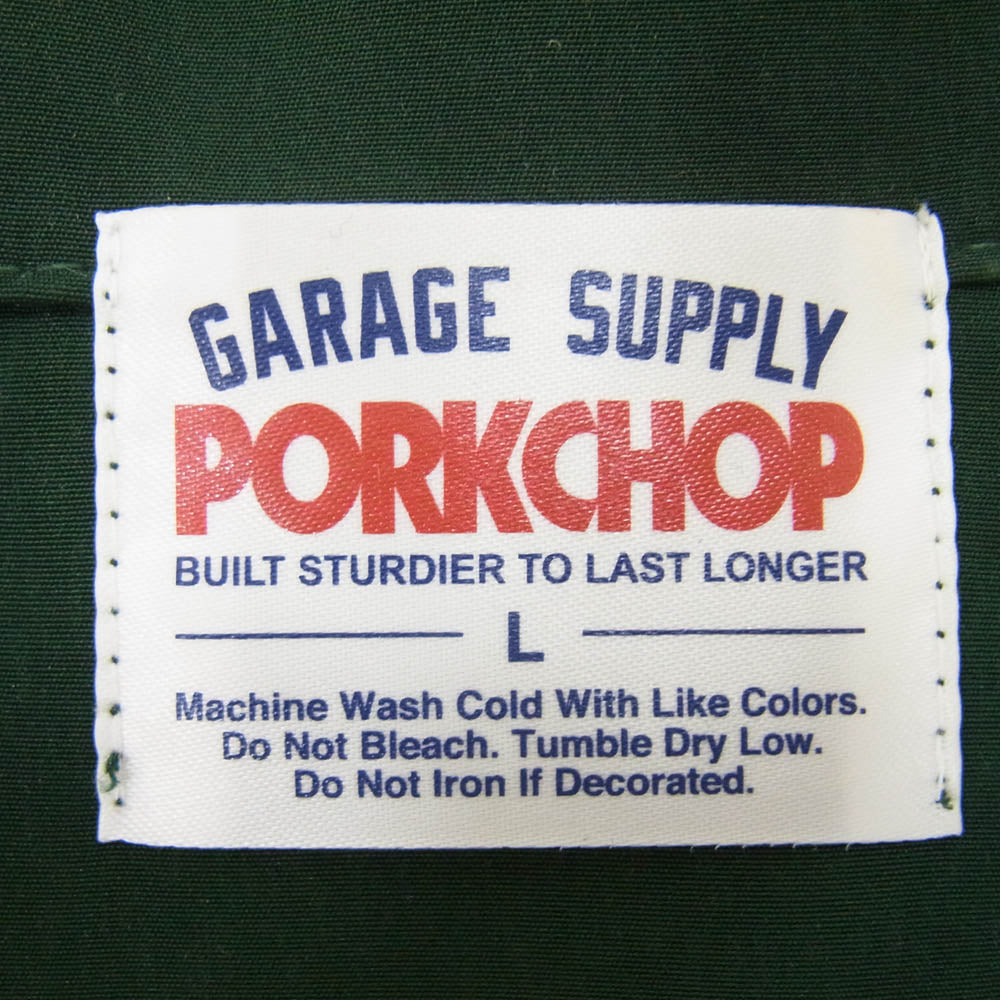 GARAGE SUPPLY
PORKCHOP
BUILT STURDIER TO LAST LONGER
L
Machine Wash Cold With Like Colors.
Do Not Bleach. Tumble Dry Low.
Do Not Iron If Decorated.